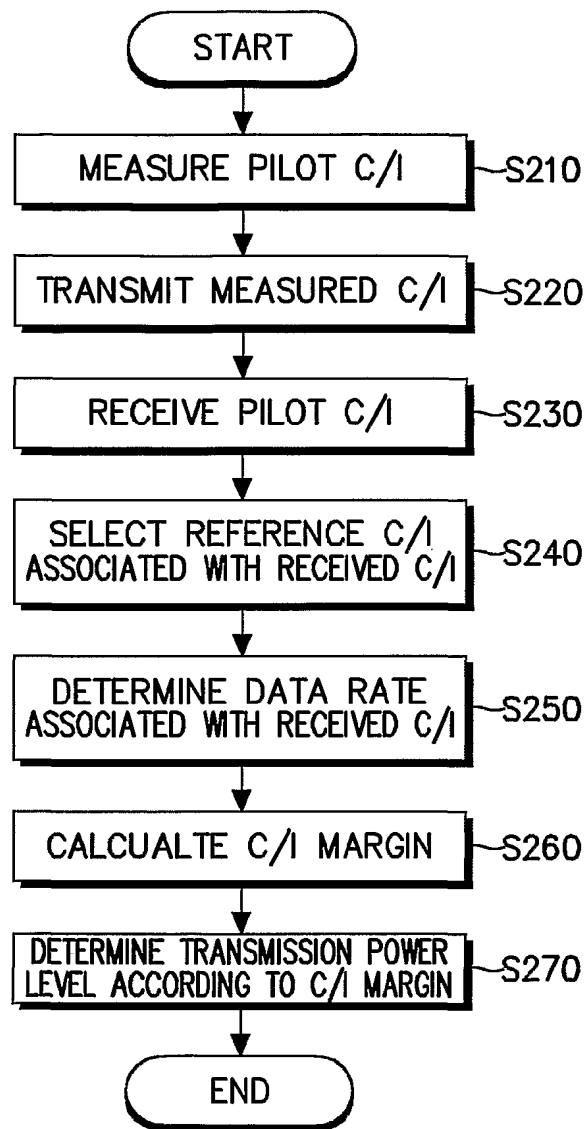 START
MEASURE PILOT C/I
S210
TRANSMIT MEASURED C/I
S220
RECEIVE PILOT C/I
S230
SELECT REFERENCE C/I
ASSOCIATED WITH RECEIVED C/I
S240
DETERMINE DATA RATE
ASSOCIATED WITH RECEIVED C/I
S250
CALCUALTE C/I MARGIN
S260
DETERMINE TRANSMISSION POWER
LEVEL ACCORDING TO C/I MARGIN
S270
END